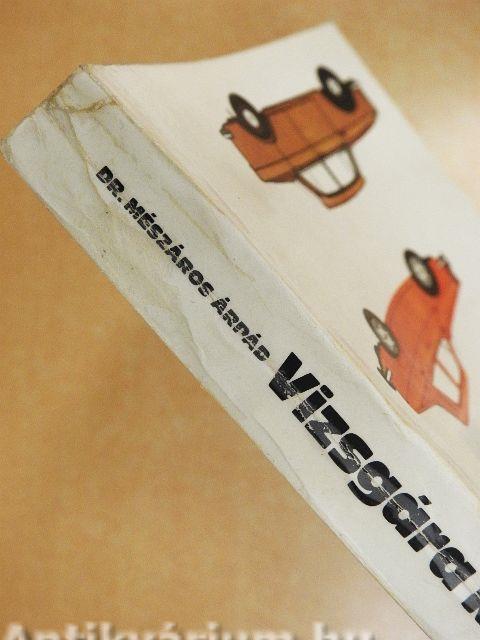 DR. MÉSZÁROS ÁRPÁD
Vizsgára
Antikvárium.hu